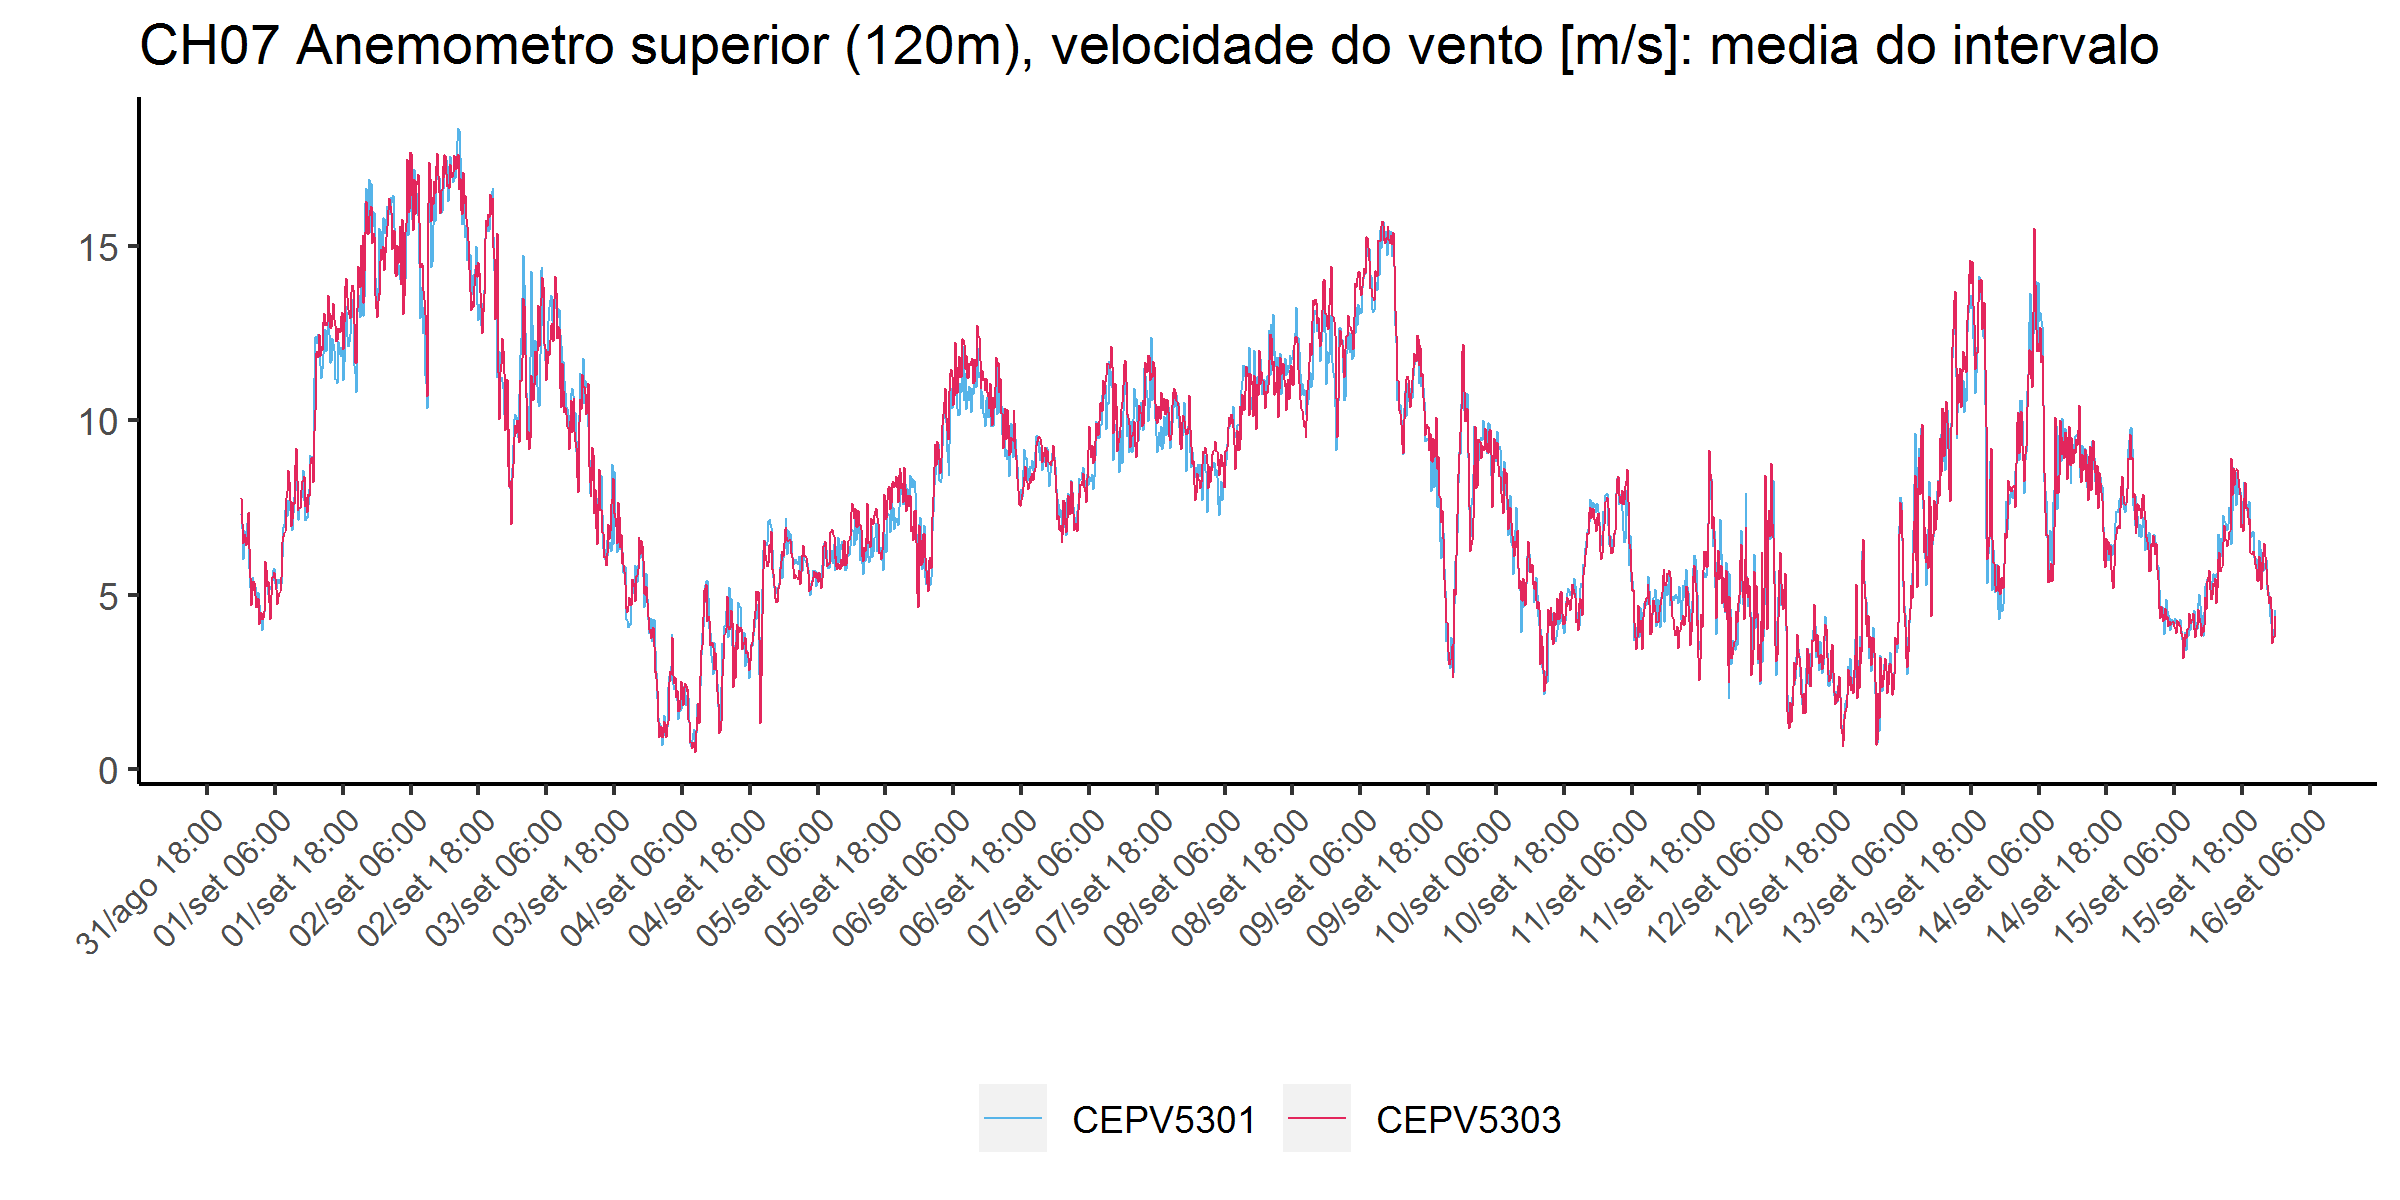 CH07 Anemometro superior (120m), velocidade do vento [m/s]: media do intervalo
15
10
5
0
31/ago 18:00
01/set 06:00
01/set 18:00
02/set 06:00
02/set 18:00
03/set 06:00
03/set 18:00
04/set 06:00
04/set 18:00
05/set 06:00
05/set 18:00
06/set 06:00
06/set 18:00
07/set 06:00
07/set 18:00
08/set 06:00
08/set 18:00
09/set 06:00
09/set 18:00
10/set 06:00
10/set 18:00
11/set 06:00
11/set 18:00
12/set 06:00
12/set 18:00
13/set 06:00
13/set 18:00
14/set 06:00
14/set 18:00
15/set 06:00
15/set 18:00
16/set 06:00
CEPV5301
CEPV5303